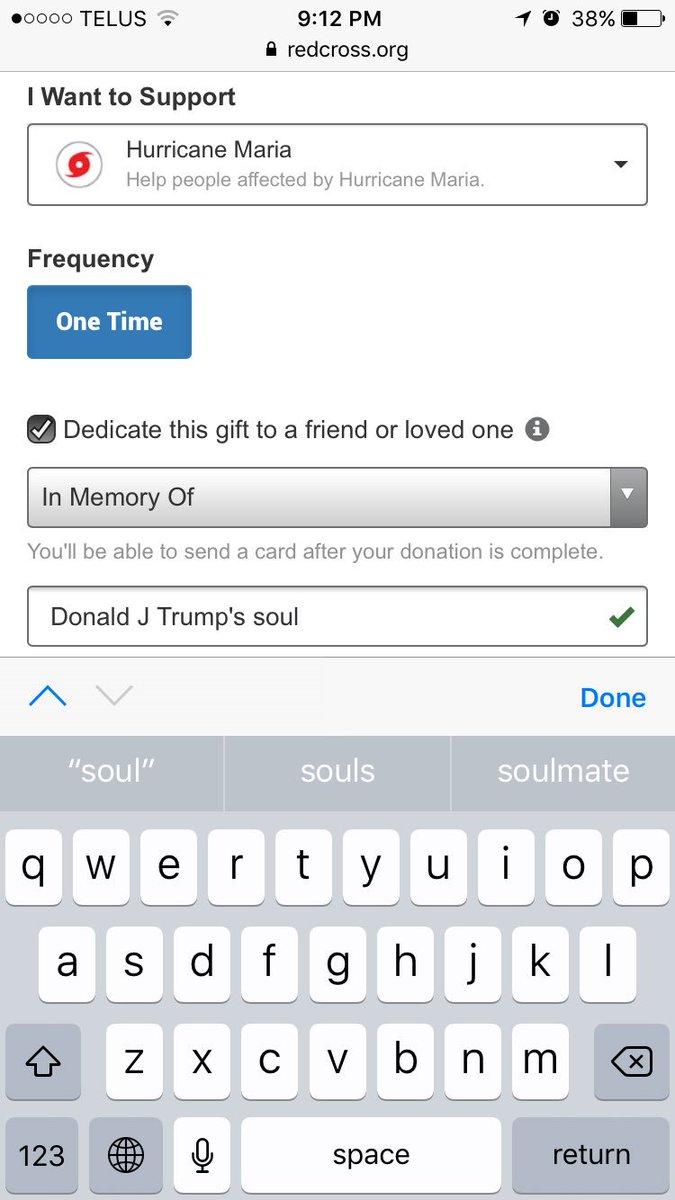 TELUS 9:12 PM 38%
redcross.org
I Want to Support
Hurricane Maria
Help people affected by Hurricane Maria.
Frequency
One Time
Dedicate this gift to a friend or loved one i
In Memory Of
You'll be able to send a card after your donation is complete.
Donald J Trump's soul
Done
“soul” souls soulmate
q w e r t y u i o p
a s d f g h j k l
z x c v b n m
123 space return